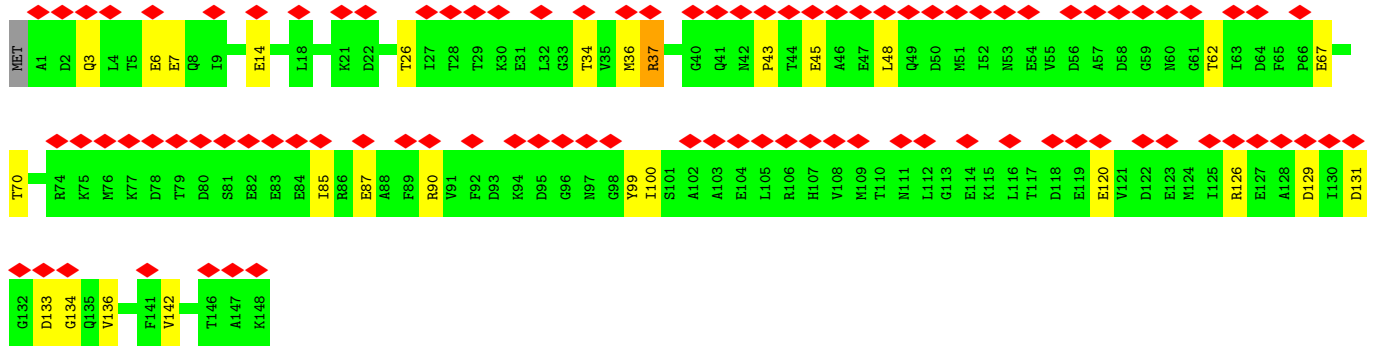 MET A1 D2 Q3 L4 T5 E6 E7 Q8 I9 E14 L18 K21 D22 T26 I27 T28 T29 K30 E31 L32 G33 T34 V35 M36 R37 G40 Q41 N42 P43 T44 E45 A46 E47 L48 Q49 D50 M51 I52 N53 E54 V55 D56 A57 D58 G59 N60 G61 T62 I63 D64 F65 P66 E67
T70 R74 K75 M76 K77 D78 T79 D80 S81 E82 E83 E84 I85 R86 E87 A88 F89 R90 V91 F92 D93 K94 D95 G96 N97 G98 Y99 I100 S101 A102 A103 E104 L105 R106 H107 V108 M109 T110 N111 L112 G113 E114 K115 L116 T117 D118 E119 E120 V121 D122 E123 M124 I125 R126 E127 A128 D129 I130 D131
G132 D133 G134 Q135 V136 F141 V142 T146 A147 K148